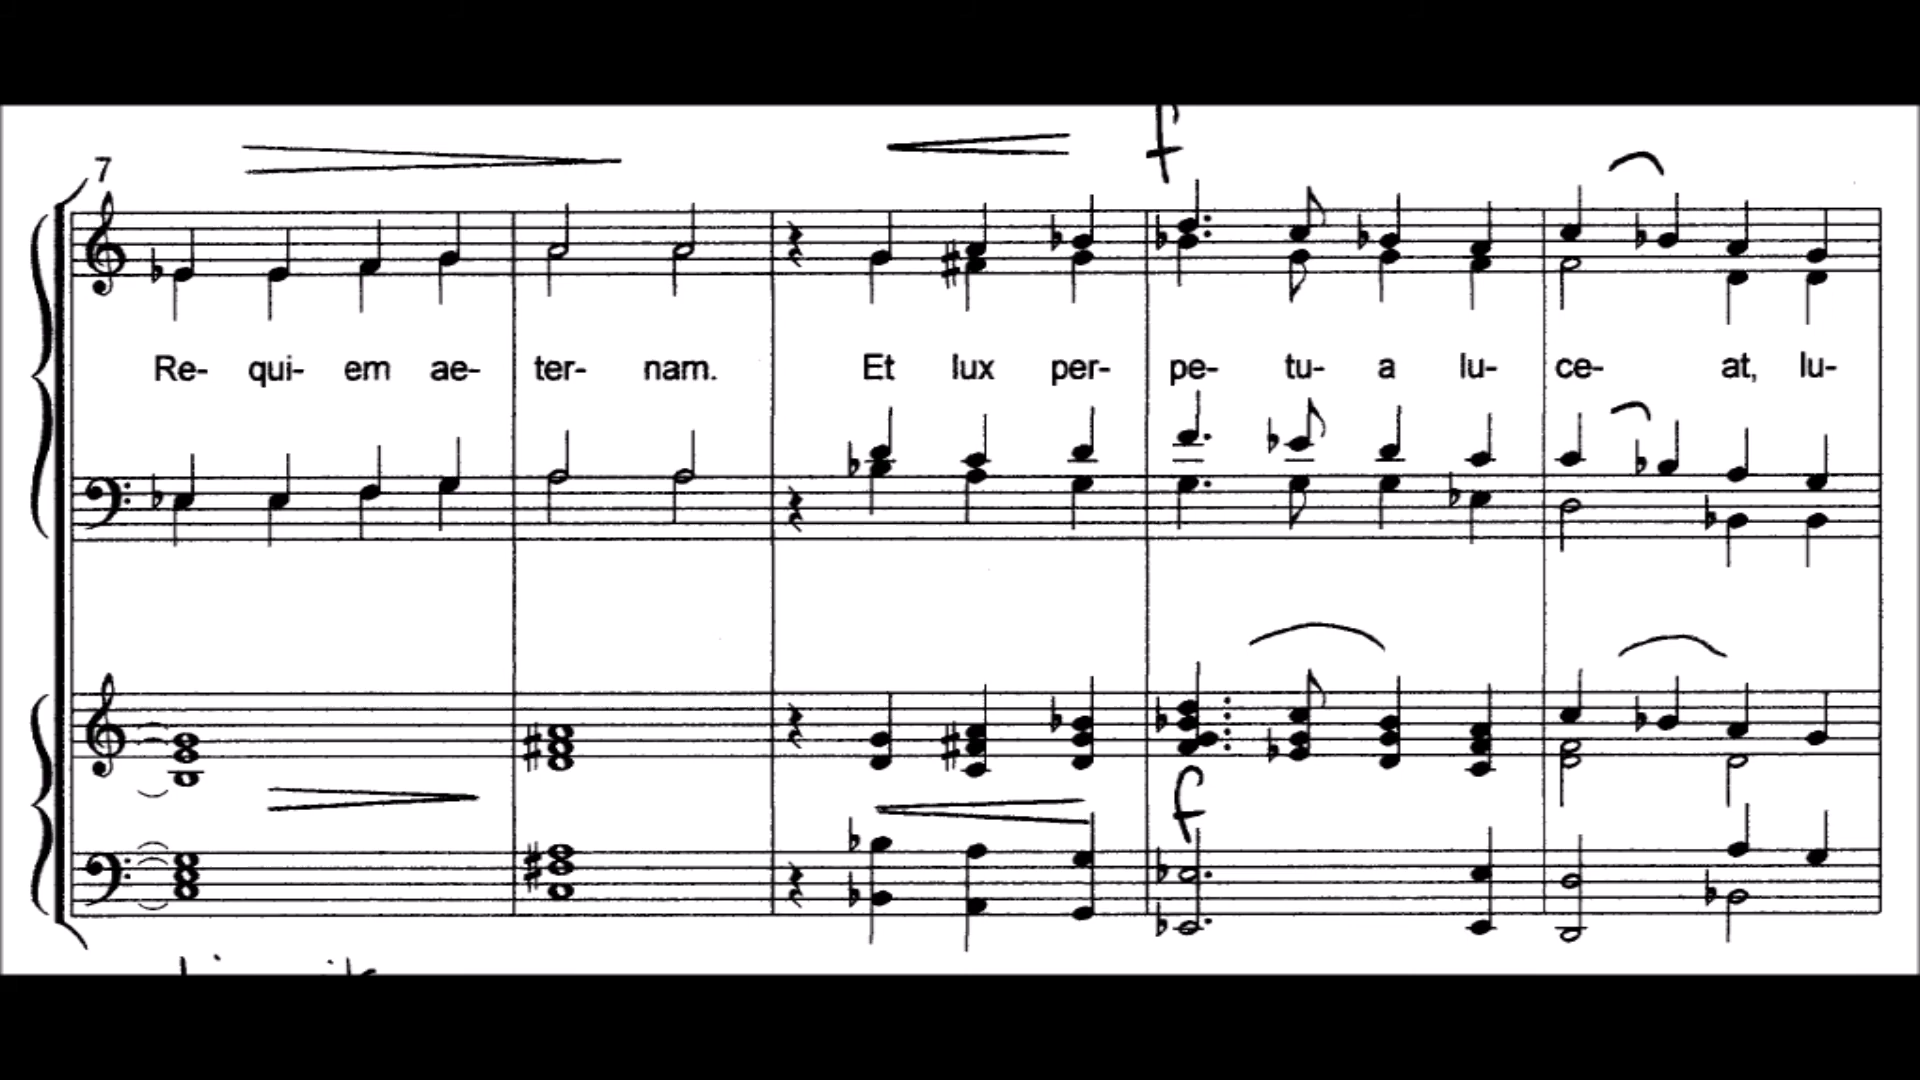 7
f
Re- qui- em ae- ter- nam. Et lux per- pe- tu- a lu- ce- at, lu-
f